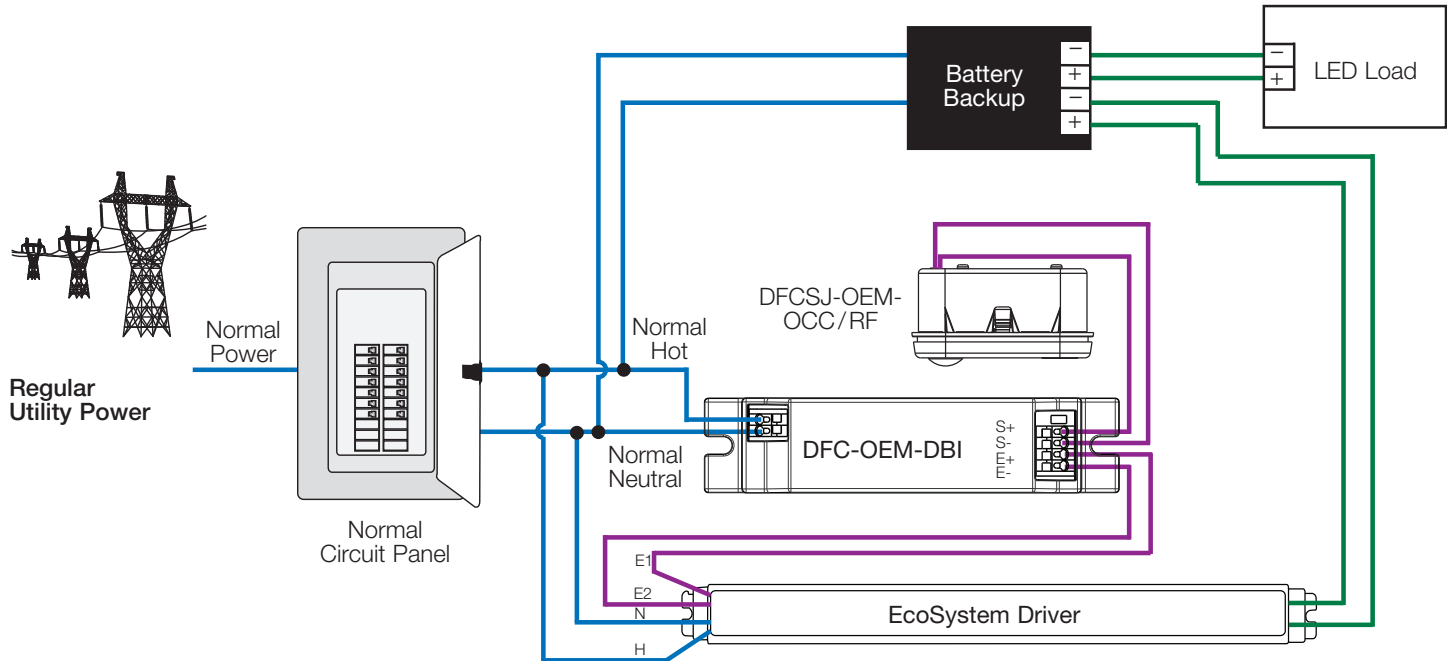 Battery
Backup
−
+
−
+
−
+
LED Load
DFCSJ-OEM-
OCC/RF
Normal
Power
Regular
Utility Power
Normal
Hot
Normal
Neutral
DFC-OEM-DBI
S+
S-
E+
E-
Normal
Circuit Panel
E1
E2
N
H
EcoSystem Driver